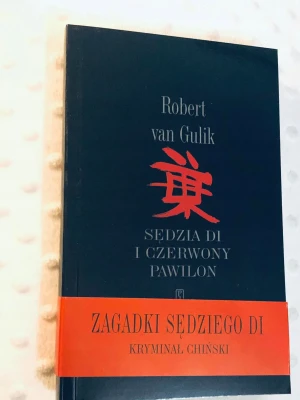 Robert
van Gulik
SĘDZIA DI
I CZERWONY
PAWILON
ZAGADKI SĘDZIEGO DI
KRYMINAŁ CHIŃSKI